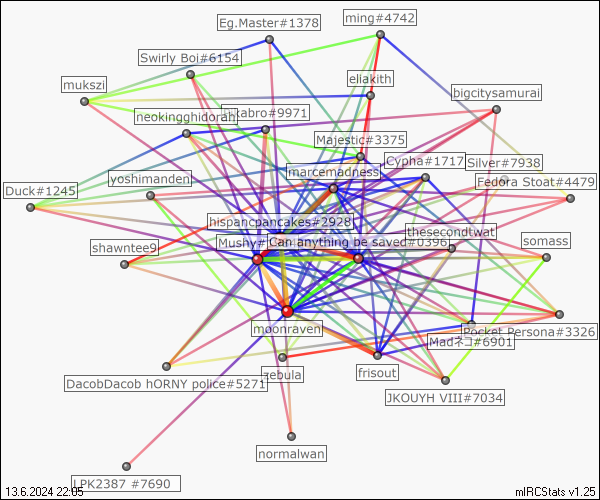 ming#4742
Eg.Master#1378
Swirly Boi#6154
eliakith
mukszi
bigcitysamurai
neokingghidorah
xabro#9971
Majestic#3375
Cypha#1717
Silver#7938
marcemadness
yoshimanden
Fedora Stoat#4479
Duck#1245
hispancpancakes#2928
thesecondtwat
shawntee9
Mushy#
Can anything be saved#0396
somass
moonraven
Pocket Persona#3326
Madネコ#6901
zebula
frisout
DacobDacob hORNY police#5271
JKOUYH VIII#7034
normalwan
LPK2387 #7690
13.6.2024 22:05
mIRCStats v1.25